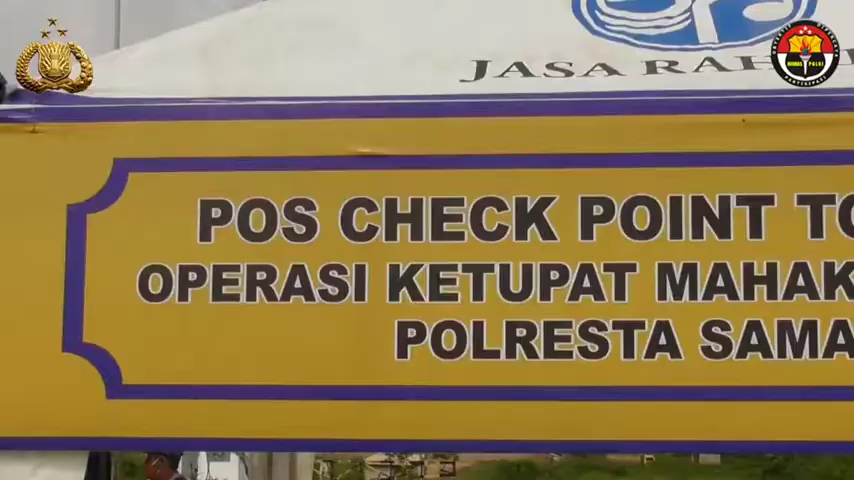 JASA RAH
POS CHECK POINT TO
OPERASI KETUPAT MAHAK
POLRESTA SAMA